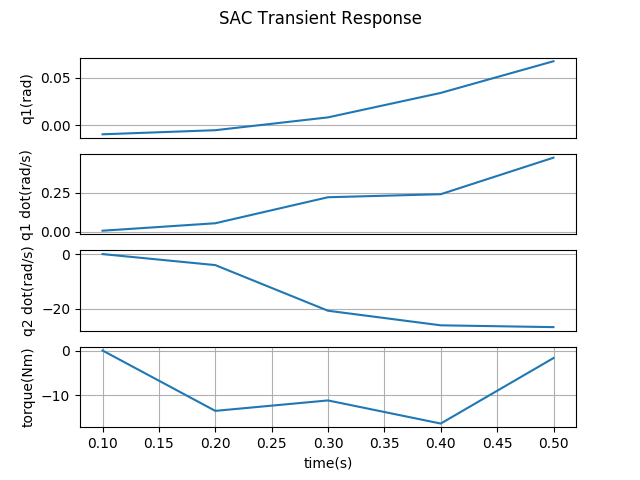 SAC Transient Response
0.05
0.00
q1(rad)
0.25
0.00
q1 dot(rad/s)
0
−20
q2 dot(rad/s)
0
−10
torque(Nm)
0.10 0.15 0.20 0.25 0.30 0.35 0.40 0.45 0.50
time(s)